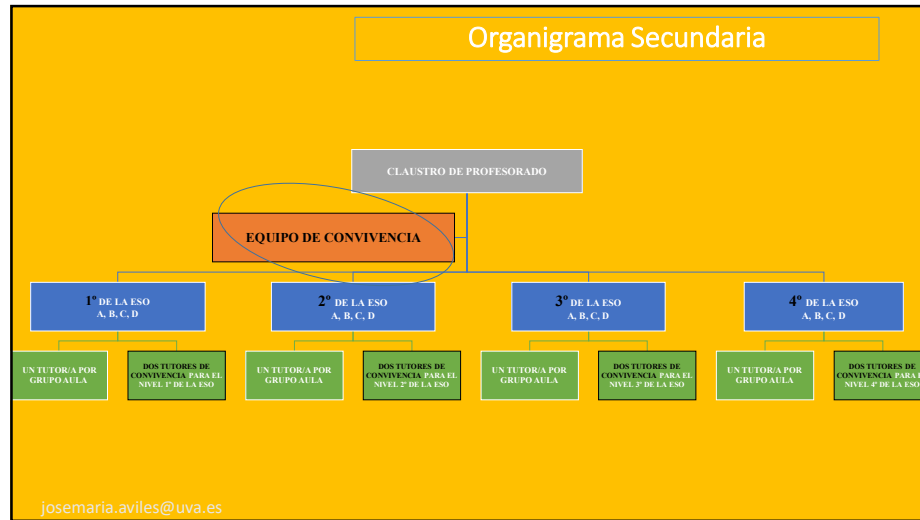 Organigrama Secundaria
CLAUSTRO DE PROFESORADO
EQUIPO DE CONVIVENCIA
1º DE LA ESO
A, B, C, D
2º DE LA ESO
A, B, C, D
3º DE LA ESO
A, B, C, D
4º DE LA ESO
A, B, C, D
UN TUTOR/A POR
GRUPO AULA
DOS TUTORES DE
CONVIVENCIA PARA EL
NIVEL 1º DE LA ESO
UN TUTOR/A POR
GRUPO AULA
DOS TUTORES DE
CONVIVENCIA PARA EL
NIVEL 2º DE LA ESO
UN TUTOR/A POR
GRUPO AULA
DOS TUTORES DE
CONVIVENCIA PARA EL
NIVEL 3º DE LA ESO
UN TUTOR/A POR
GRUPO AULA
DOS TUTORES DE
CONVIVENCIA PARA E
NIVEL 4º DE LA ESO
josemaria.aviles@uva.es